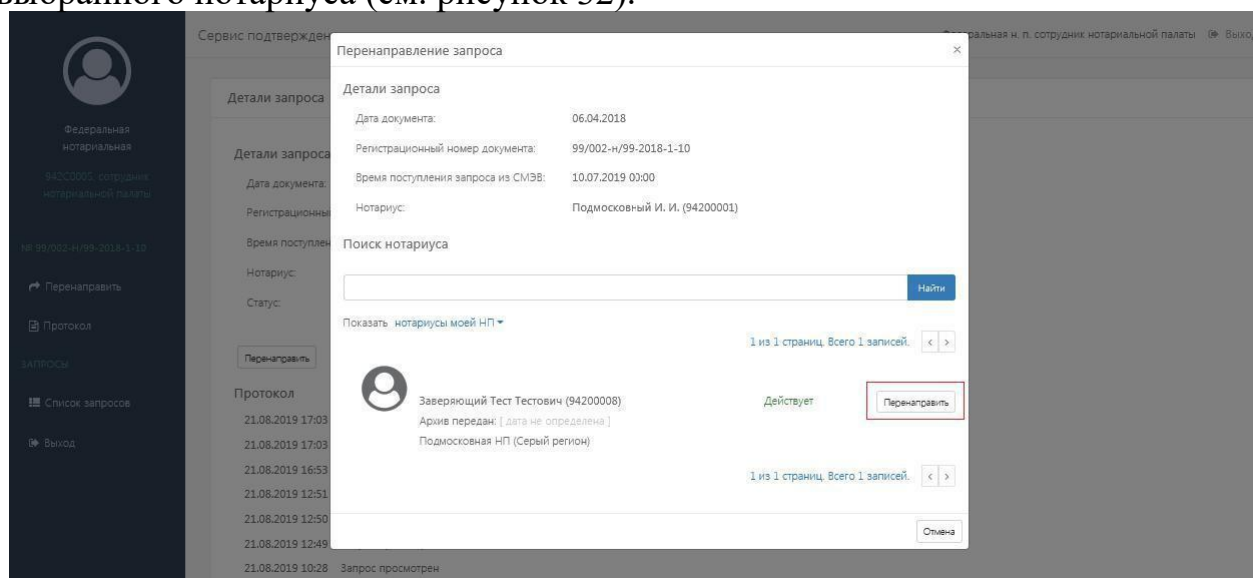 выбранного нотариуса (см. рисунок 32).
Сервис подтвержден
Федеральная н. п. сотрудник нотариальной палаты Выход
Федеральная
нотариальная
942C0005, сотрудник
нотариальной палаты
№ 99/002-Н/99-2018-1-10
Перенаправить
Протокол
ЗАПРОСЫ
Список запросов
Выход
Детали запроса
Детали запроса
Дата документа:
Регистрационны
Время поступлен
Нотариус:
Статус:
Перенаправить
Протокол
21.08.2019 17:03
21.08.2019 17:03
21.08.2019 16:53
21.08.2019 12:51
21.08.2019 12:50
21.08.2019 12:49
21.08.2019 10:28 Запрос просмотрен
Перенаправление запроса ×
Детали запроса
Дата документа: 06.04.2018
Регистрационный номер документа: 99/002-н/99-2018-1-10
Время поступления запроса из СМЭВ: 10.07.2019 00:00
Нотариус: Подмосковный И. И. (94200001)
Поиск нотариуса
Найти
Показать нотариусы моей НП
1 из 1 страниц. Всего 1 записей. < >
Заверяющий Тест Тестович (94200008) Действует Перенаправить
Архив передан: [ дата не определена ]
Подмосковная НП (Серый регион)
1 из 1 страниц. Всего 1 записей. < >
Отмена